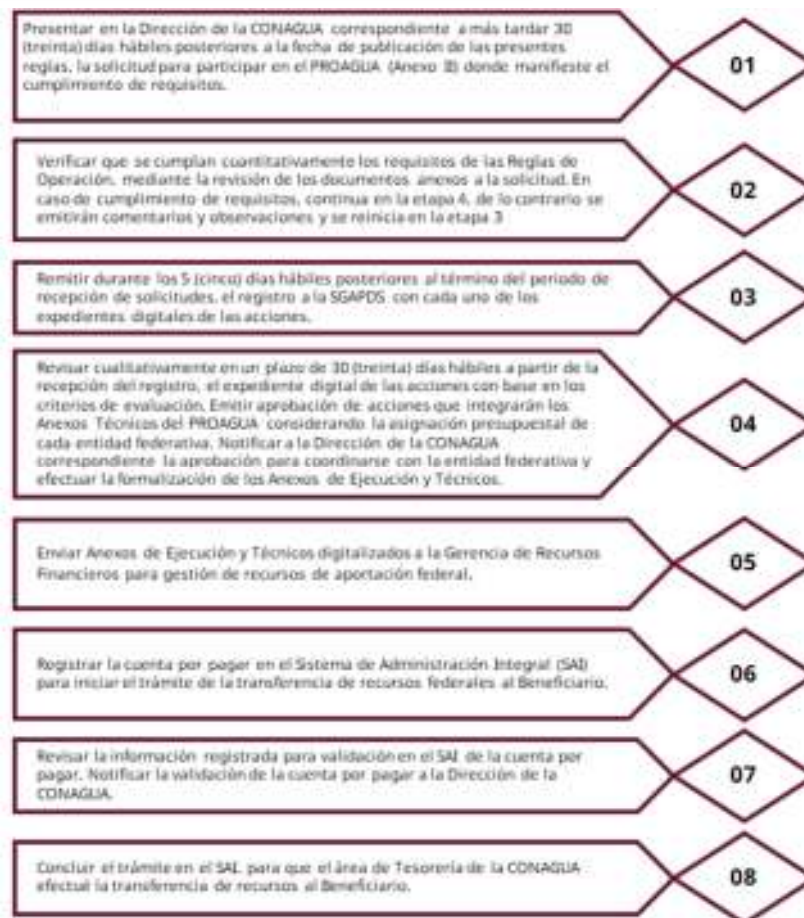 Presentar en la Dirección de la CONAGUA correspondiente a más tardar 30
(treinta) días hábiles posteriores a la fecha de publicación de las presentes
reglas, la solicitud para participar en el PROAGUA (Anexo II) donde manifieste el
cumplimiento de requisitos.
01
Verificar que se cumplan cuantitativamente los requisitos de las Reglas de
Operación, mediante la revisión de los documentos anexos a la solicitud. En
caso de cumplimiento de requisitos, continua en la etapa 4, de lo contrario se
emitirán comentarios y observaciones y se reinicia en la etapa 3
02
Remitir durante los 5 (cinco) días hábiles posteriores al término del periodo de
recepción de solicitudes, el registro a la SGAPDS con cada uno de los
expedientes digitales de las acciones.
03
Revisar cualitativamente en un plazo de 30 (treinta) días hábiles a partir de la
recepción del registro, el expediente digital de las acciones con base en los
criterios de evaluación. Emitir aprobación de acciones que integrarán los
Anexos Técnicos del PROAGUA considerando la asignación presupuestal de
cada entidad federativa. Notificar a la Dirección de la CONAGUA
correspondiente la aprobación para coordinarse con la entidad federativa y
efectuar la formalización de los Anexos de Ejecución y Técnicos.
04
Enviar Anexos de Ejecución y Técnicos digitalizados a la Gerencia de Recursos
Financieros para gestión de recursos de aportación federal.
05
Registrar la cuenta por pagar en el Sistema de Administración Integral (SAI)
para iniciar el trámite de la transferencia de recursos federales al Beneficiario.
06
Revisar la información registrada para validación en el SAI de la cuenta por
pagar. Notificar la validación de la cuenta por pagar a la Dirección de la
CONAGUA.
07
Concluir el trámite en el SAI, para que el área de Tesorería de la CONAGUA
efectué la transferencia de recursos al Beneficiario.
08